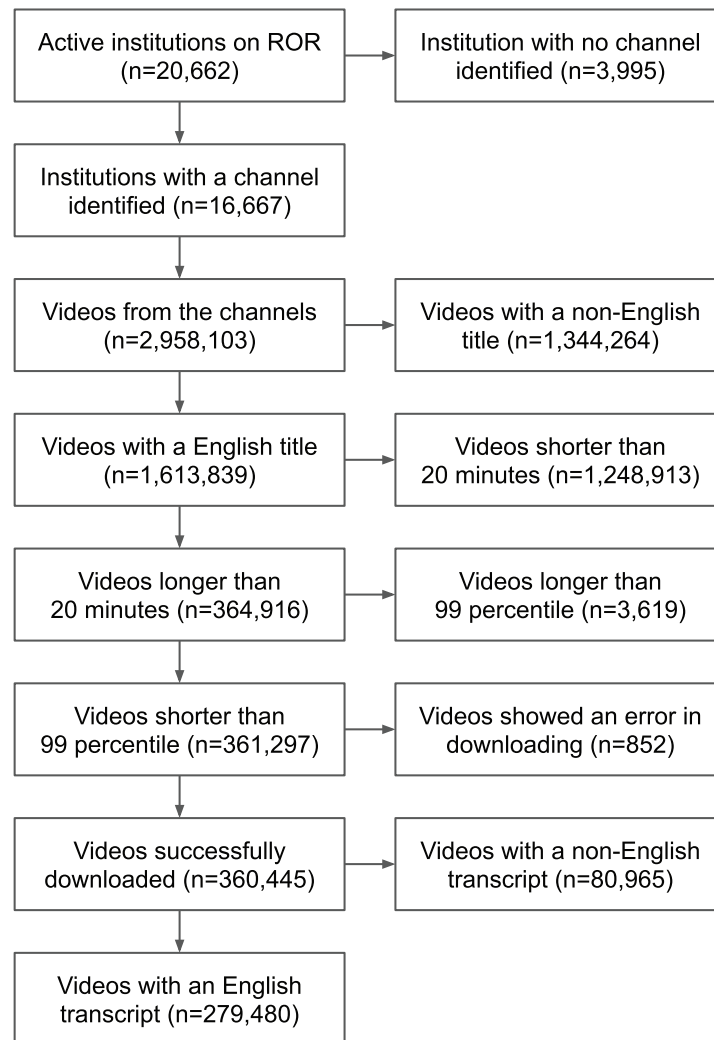 Active institutions on ROR
(n=20,662)
Institution with no channel
identified (n=3,995)
Institutions with a channel
identified (n=16,667)
Videos from the channels
(n=2,958,103)
Videos with a non-English
title (n=1,344,264)
Videos with a English title
(n=1,613,839)
Videos shorter than
20 minutes (n=1,248,913)
Videos longer than
20 minutes (n=364,916)
Videos longer than
99 percentile (n=3,619)
Videos shorter than
99 percentile (n=361,297)
Videos showed an error in
downloading (n=852)
Videos successfully
downloaded (n=360,445)
Videos with a non-English
transcript (n=80,965)
Videos with an English
transcript (n=279,480)